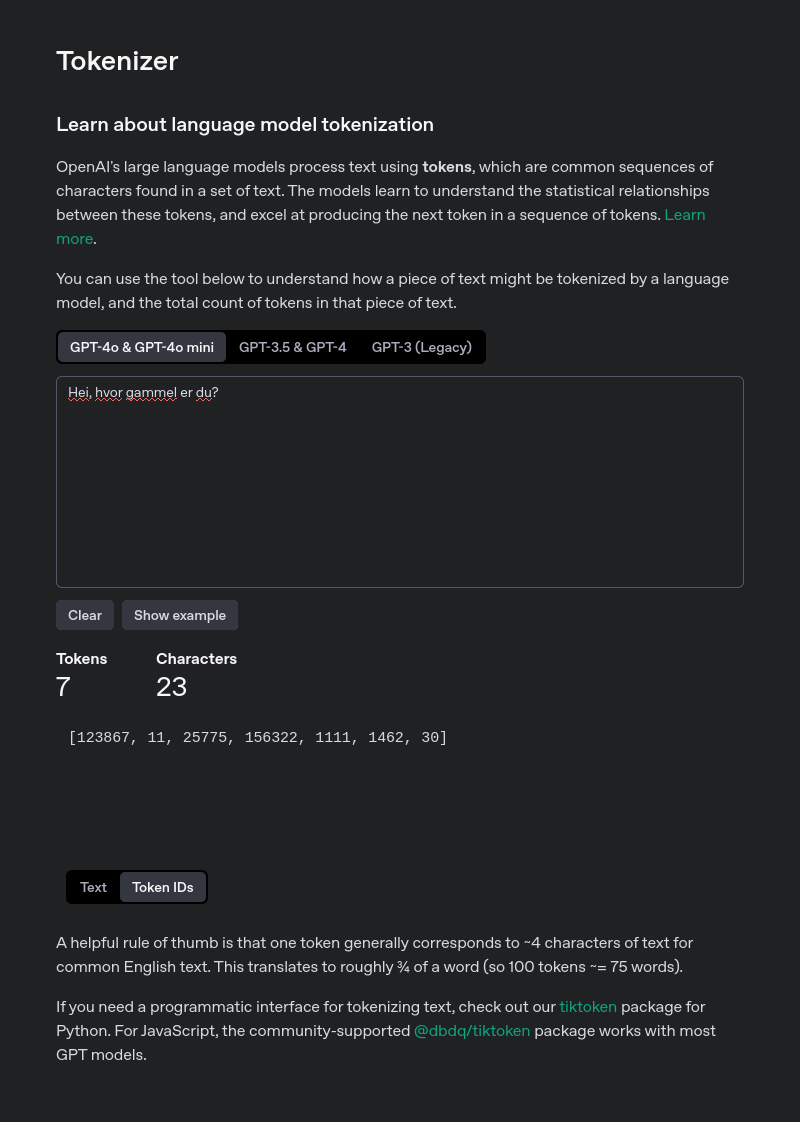 Tokenizer
Learn about language model tokenization
OpenAI's large language models process text using tokens, which are common sequences of
characters found in a set of text. The models learn to understand the statistical relationships
between these tokens, and excel at producing the next token in a sequence of tokens. Learn
more.
You can use the tool below to understand how a piece of text might be tokenized by a language
model, and the total count of tokens in that piece of text.
GPT-4o & GPT-4o mini GPT-3.5 & GPT-4 GPT-3 (Legacy)
Hei, hvor gammel er du?
Clear Show example
Tokens Characters
7 23
[123867, 11, 25775, 156322, 1111, 1462, 30]
Text Token IDs
A helpful rule of thumb is that one token generally corresponds to ~4 characters of text for
common English text. This translates to roughly ¾ of a word (so 100 tokens ~= 75 words).
If you need a programmatic interface for tokenizing text, check out our tiktoken package for
Python. For JavaScript, the community-supported @dbdq/tiktoken package works with most
GPT models.